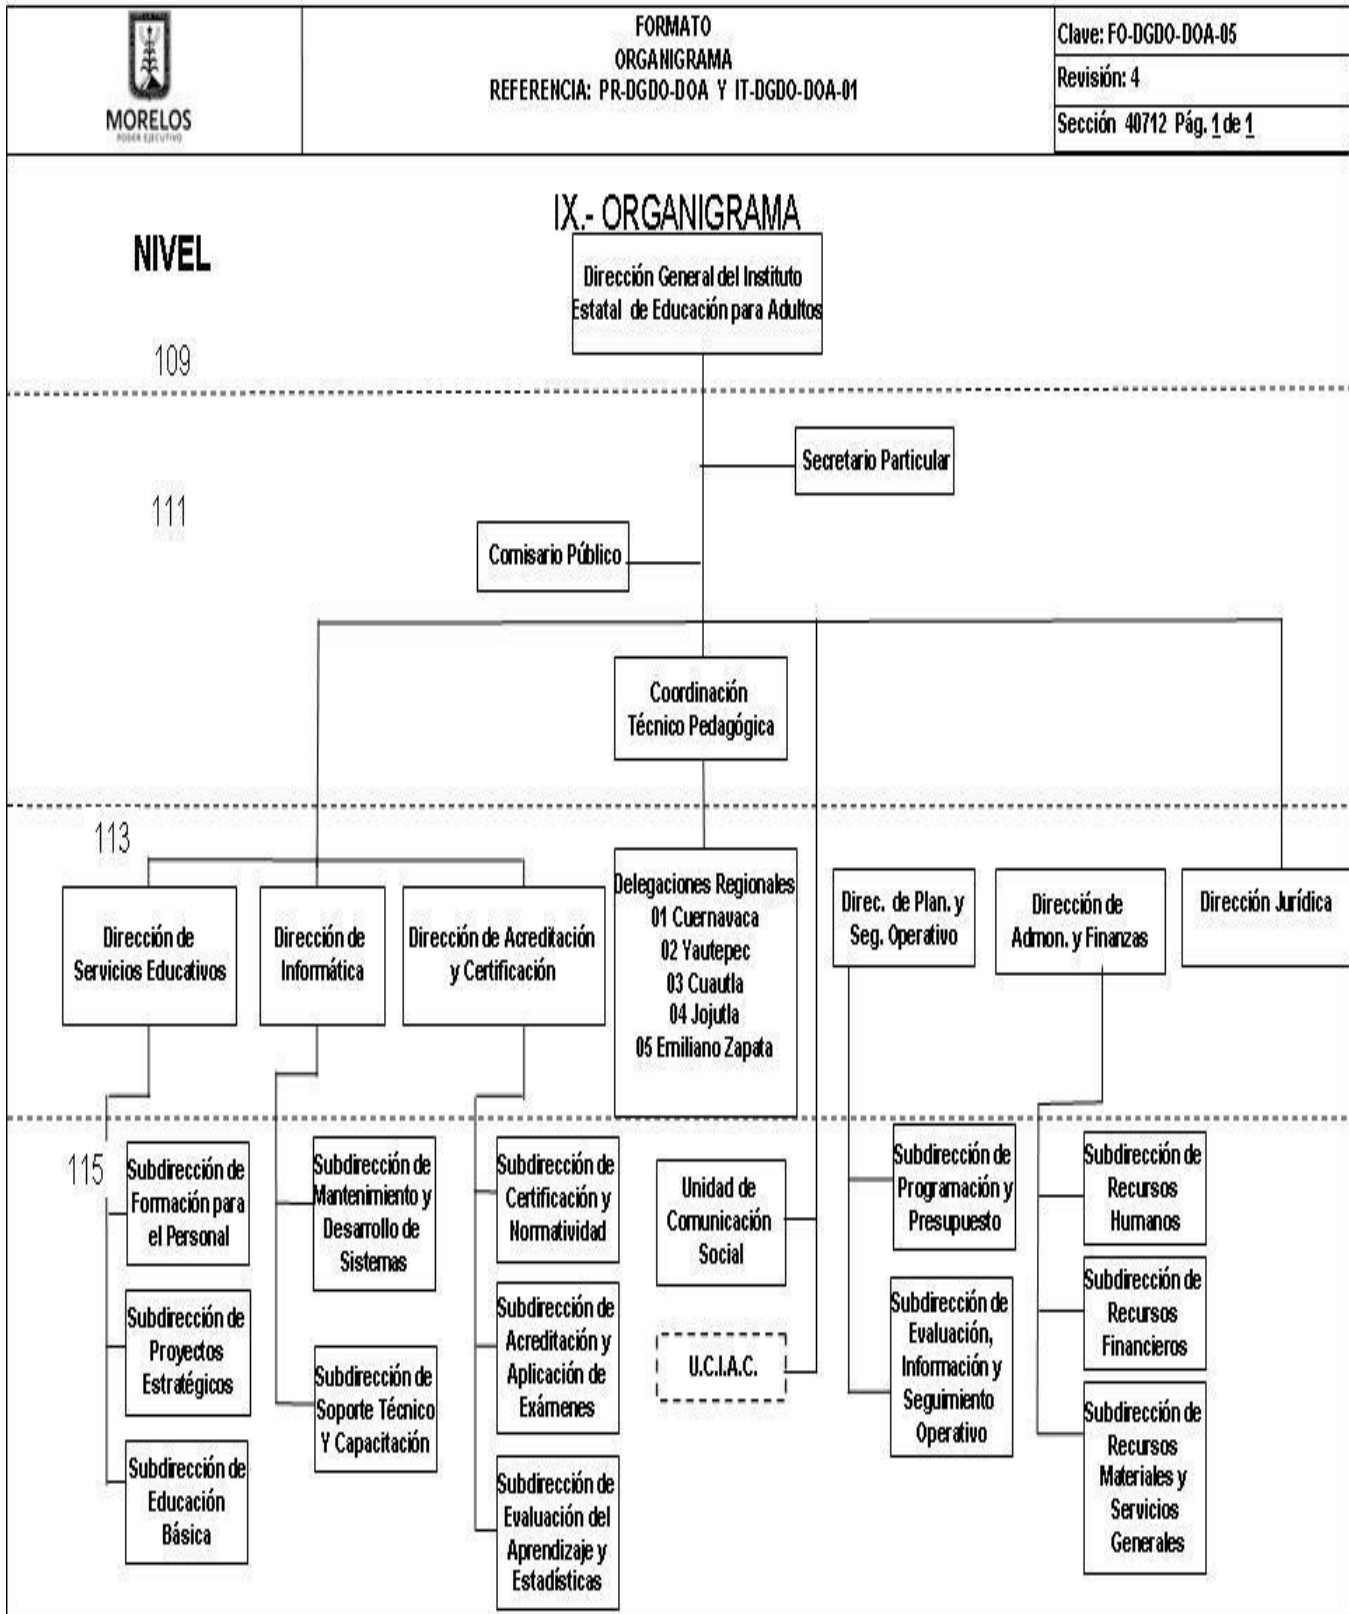 MORELOS
PODER EJECUTIVO
FORMATO
ORGANIGRAMA
REFERENCIA: PR-DGDO-DOA Y IT-DGDO-DOA-01
Clave: FO-DGDO-DOA-05
Revisión: 4
Sección 40712 Pág. 1 de 1
IX.- ORGANIGRAMA
NIVEL
Dirección General del Instituto
Estatal de Educación para Adultos
109
Secretario Particular
111
Comisario Público
Coordinación
Técnico Pedagógica
113
Dirección de
Servicios Educativos
Dirección de
Informática
Dirección de Acreditación
y Certificación
Delegaciones Regionales
01 Cuernavaca
02 Yautepec
03 Cuautla
04 Jojutla
05 Emiliano Zapata
Direc. de Plan. y
Seg. Operativo
Dirección de
Admon. y Finanzas
Dirección Jurídica
115
Subdirección de
Formación para
el Personal
Subdirección de
Proyectos
Estratégicos
Subdirección de
Educación
Básica
Subdirección de
Mantenimiento y
Desarrollo de
Sistemas
Subdirección de
Soporte Técnico
Y Capacitación
Subdirección de
Certificación y
Normatividad
Subdirección de
Acreditación y
Aplicación de
Exámenes
Subdirección de
Evaluación del
Aprendizaje y
Estadísticas
Unidad de
Comunicación
Social
U.C.I.A.C.
Subdirección de
Programación y
Presupuesto
Subdirección de
Evaluación,
Información y
Seguimiento
Operativo
Subdirección de
Recursos
Humanos
Subdirección de
Recursos
Financieros
Subdirección de
Recursos
Materiales y
Servicios
Generales